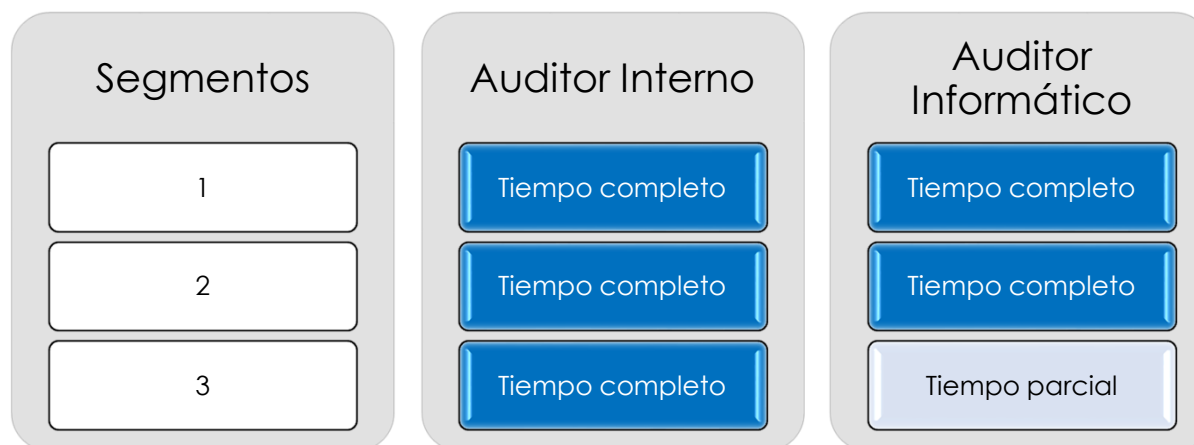 Segmentos
1
2
3
Auditor Interno
Tiempo completo
Tiempo completo
Tiempo completo
Auditor
Informático
Tiempo completo
Tiempo completo
Tiempo parcial